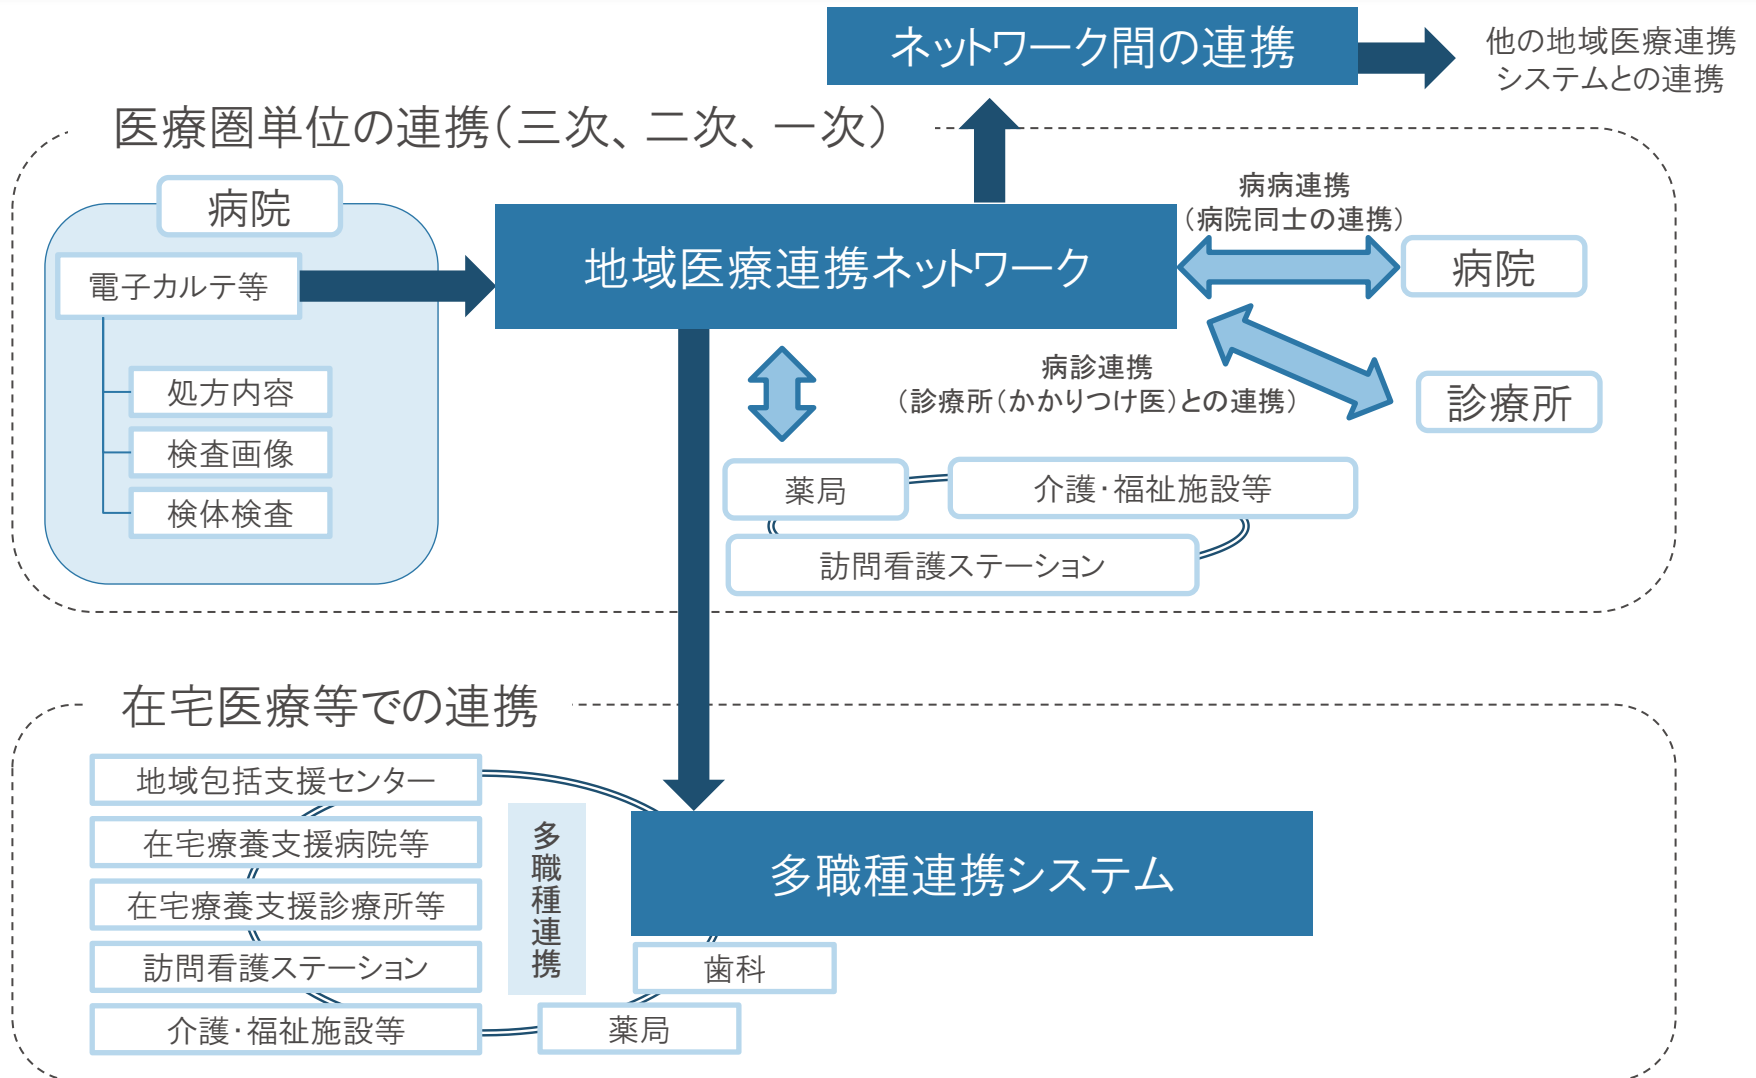 ネットワーク間の連携
他の地域医療連携
システムとの連携
医療圏単位の連携（三次、二次、一次）
病院
電子カルテ等
処方内容
検査画像
検体検査
地域医療連携ネットワーク
病病連携
（病院同士の連携）
病院
病診連携
（診療所（かかりつけ医）との連携）
診療所
薬局
介護・福祉施設等
訪問看護ステーション
在宅医療等での連携
地域包括支援センター
在宅療養支援病院等
在宅療養支援診療所等
訪問看護ステーション
介護・福祉施設等
多職種連携
多職種連携システム
歯科
薬局